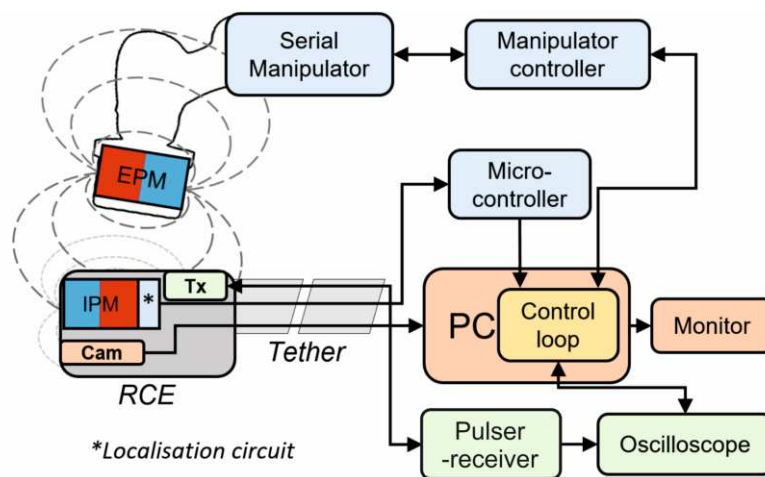 Serial
Manipulator
Manipulator
controller
EPM
Micro-
controller
IPM
*
Tx
Cam
RCE
Tether
PC
Control
loop
Monitor
Pulser
-receiver
Oscilloscope
*Localisation circuit